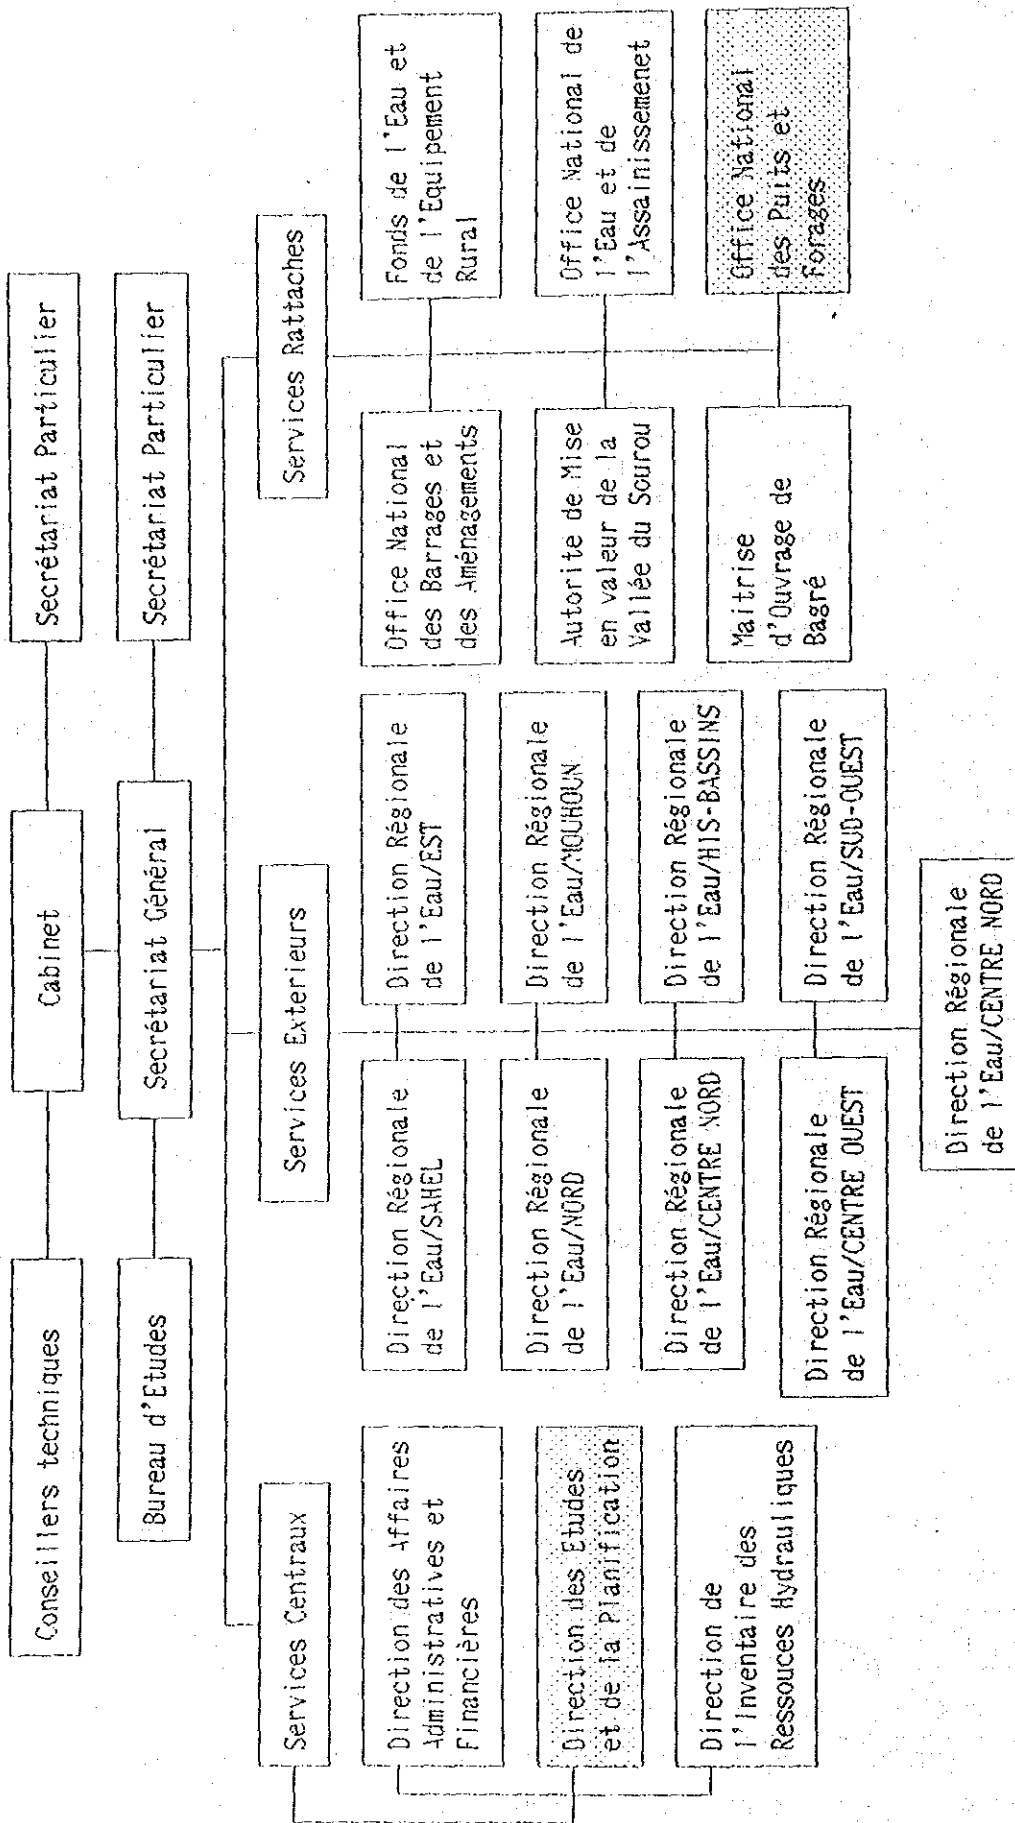 Conseillers techniques
Cabinet
Secrétariat Particulier
Bureau d'Etudes
Secrétariat Général
Secrétariat Particulier
Services Centraux
Services Exterieurs
Services Rattaches
Direction des Affaires
Administratives et
Financières
Direction des Etudes
et de la Planification
Direction de
l'Inventaire des
Ressouces Hydrauliques
Direction Régionale
de l'Eau/SAHEL
Direction Régionale
de l'Eau/EST
Direction Régionale
de l'Eau/NORD
Direction Régionale
de l'Eau/MOUHOUN
Direction Régionale
de l'Eau/CENTRE NORD
Direction Régionale
de l'Eau/HIS-BASSINS
Direction Régionale
de l'Eau/CENTRE OUEST
Direction Régionale
de l'Eau/SUD-OUEST
Direction Régionale
de l'Eau/CENTRE NORD
Office National
des Barrages et
des Aménagements
Fonds de l'Eau et
de l'Equipement
Rural
Autorite de Mise
en valeur de la
Vallée du Sourou
Office National de
l'Eau et de
l'Assainissemenet
Maitrise
d'Ouvrage de
Bagré
Office National
des Puits et
Forages